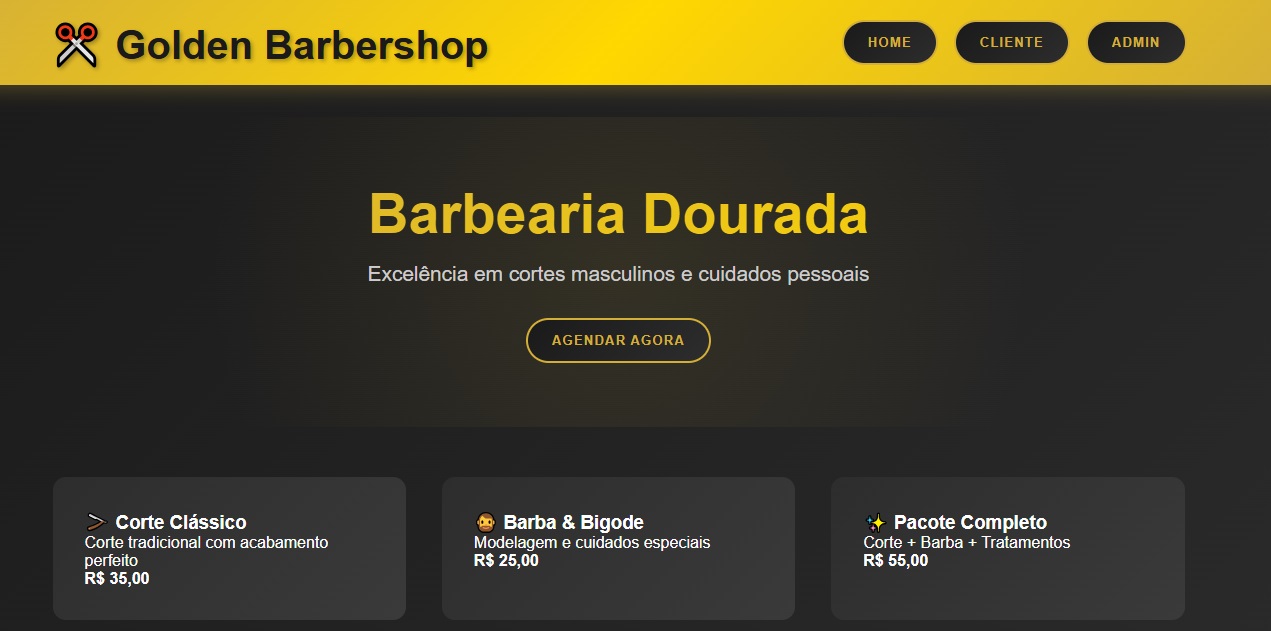 Golden Barbershop
HOME
CLIENTE
ADMIN
Barbearia Dourada
Excelência em cortes masculinos e cuidados pessoais
AGENDAR AGORA
Corte Clássico
Corte tradicional com acabamento
perfeito
R$ 35,00
Barba & Bigode
Modelagem e cuidados especiais
R$ 25,00
Pacote Completo
Corte + Barba + Tratamentos
R$ 55,00